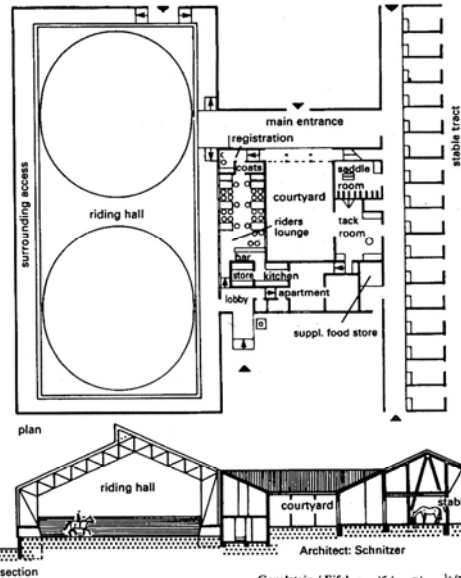 main entrance
registration
coats
saddle
room
courtyard
riders
lounge
tack
room
bar
store
kitchen
apartment
lobby
suppl. food store
surrounding access
riding hall
stable tract
plan
riding hall
courtyard
stab
Architect: Schnitzer
section